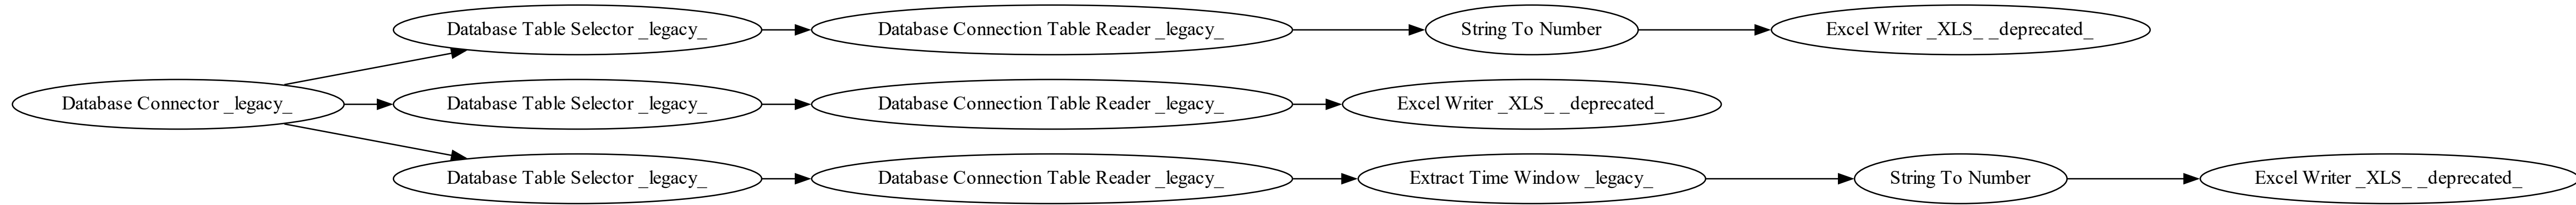 Database Table Selector _legacy_
Database Connection Table Reader _legacy_
String To Number
Excel Writer _XLS_ _deprecated_
Database Connector _legacy_
Database Table Selector _legacy_
Database Connection Table Reader _legacy_
Excel Writer _XLS_ _deprecated_
Database Table Selector _legacy_
Database Connection Table Reader _legacy_
Extract Time Window _legacy_
String To Number
Excel Writer _XLS_ _deprecated_